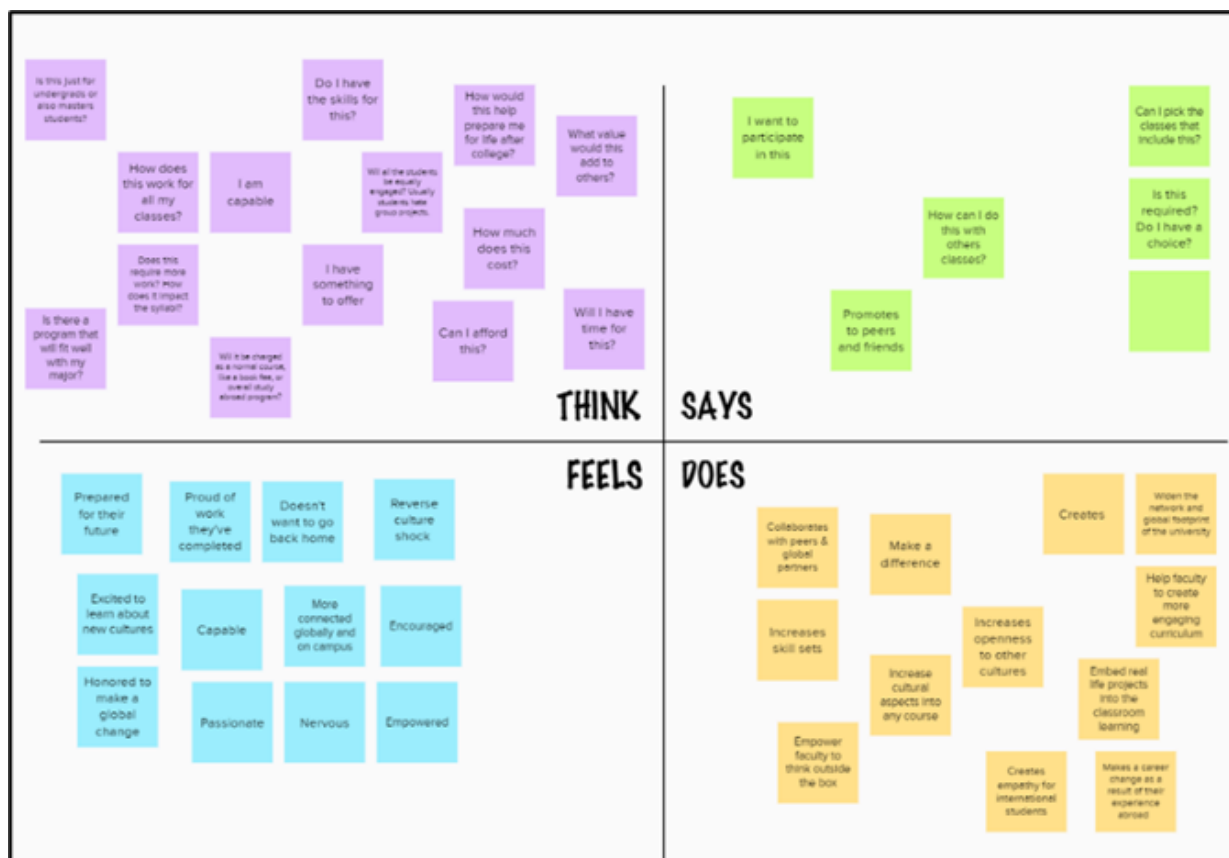 Is this just for
undergrads or
also masters
students?
Do I have
the skills for
this?
How would
this help
prepare me
for life after
college?
What value
would this
add to
others?
How does
this work for
all my
classes?
I am
capable
Will all the students
be equally
engaged? Usually
students hate
group projects.
How much
does this
cost?
Does this
require more
work? How
does it impact
the syllabi?
I have
something
to offer
Is there a
program that
will fit well
with my
major?
Will it be charged
as a normal course,
like a book fee, or
overall study
abroad program?
Can I afford
this?
Will I have
time for
this?
THINK
I want to
participate
in this
Can I pick the
classes that
include this?
How can I do
this with
others
classes?
Is this
required?
Do I have a
choice?
Promotes
to peers
and friends
SAYS
FEELS
Prepared
for their
future
Proud of
work
they've
completed
Doesn't
want to go
back home
Reverse
culture
shock
Excited to
learn about
new cultures
Capable
More
connected
globally and
on campus
Encouraged
Honored to
make a
global
change
Passionate
Nervous
Empowered
DOES
Collaborates
with peers &
global
partners
Make a
difference
Creates
Widen the
network and
global footprint
of the university
Increases
skill sets
Increase
cultural
aspects into
any course
Increases
openness
to other
cultures
Help faculty
to create
more
engaging
curriculum
Embed real
life projects
into the
classroom
learning
Empower
faculty to
think outside
the box
Creates
empathy for
international
students
Makes a career
change as a
result of their
experience
abroad